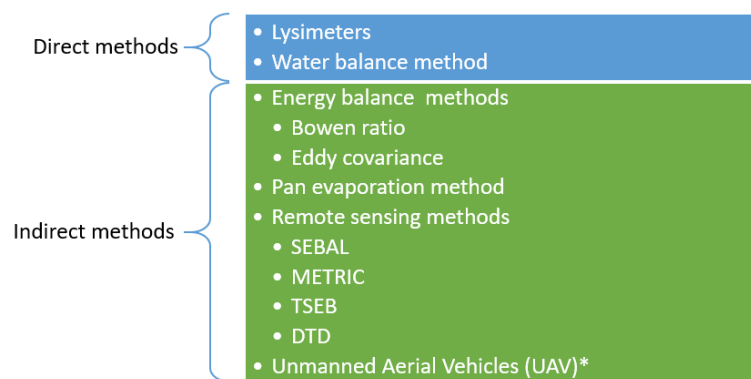 Direct methods
• Lysimeters
• Water balance method
Indirect methods
• Energy balance methods
• Bowen ratio
• Eddy covariance
• Pan evaporation method
• Remote sensing methods
• SEBAL
• METRIC
• TSEB
• DTD
• Unmanned Aerial Vehicles (UAV)*